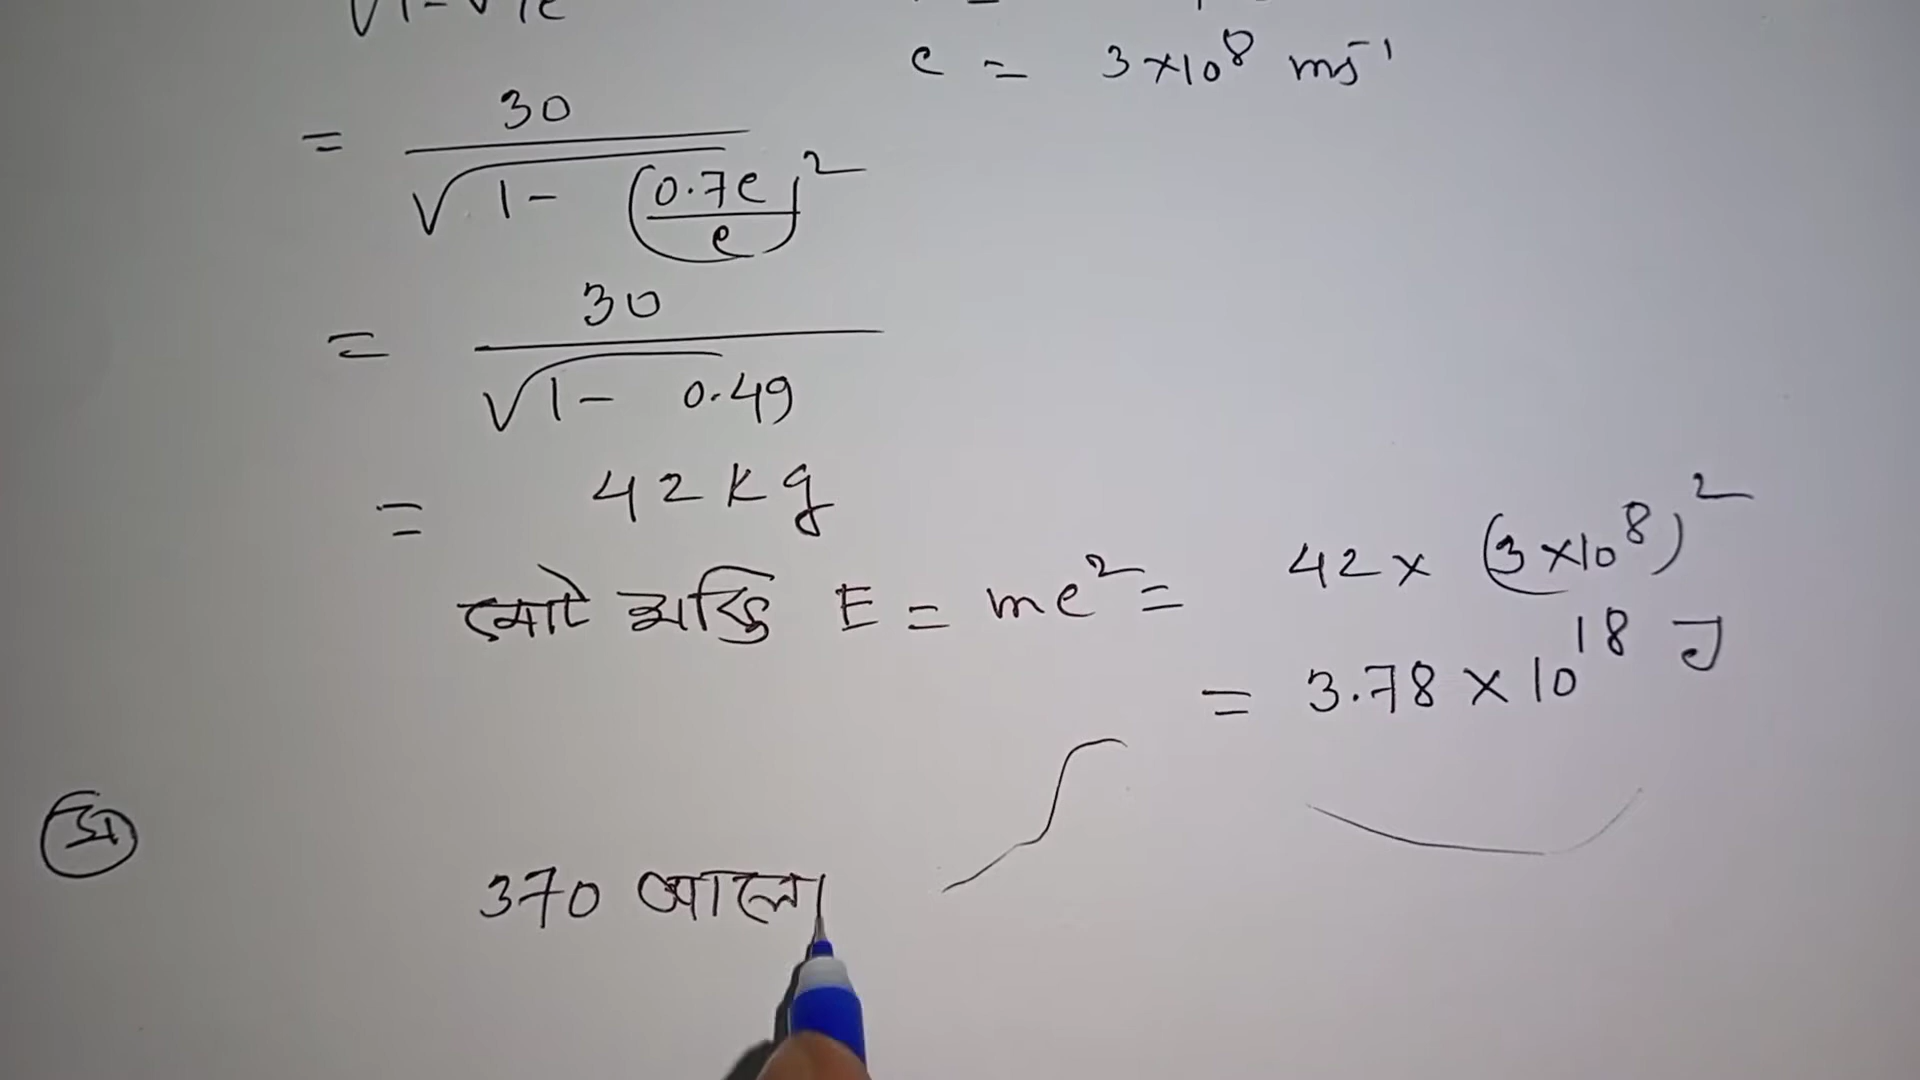 c = 3×10⁸ ms⁻¹
= 30 / √1 - (0.7c/c)²
= 30 / √1 - 0.49
= 42 kg
মোট শক্তি E = mc² = 42 × (3×10⁸)²
= 3.78 × 10¹⁸ J
370 আলো